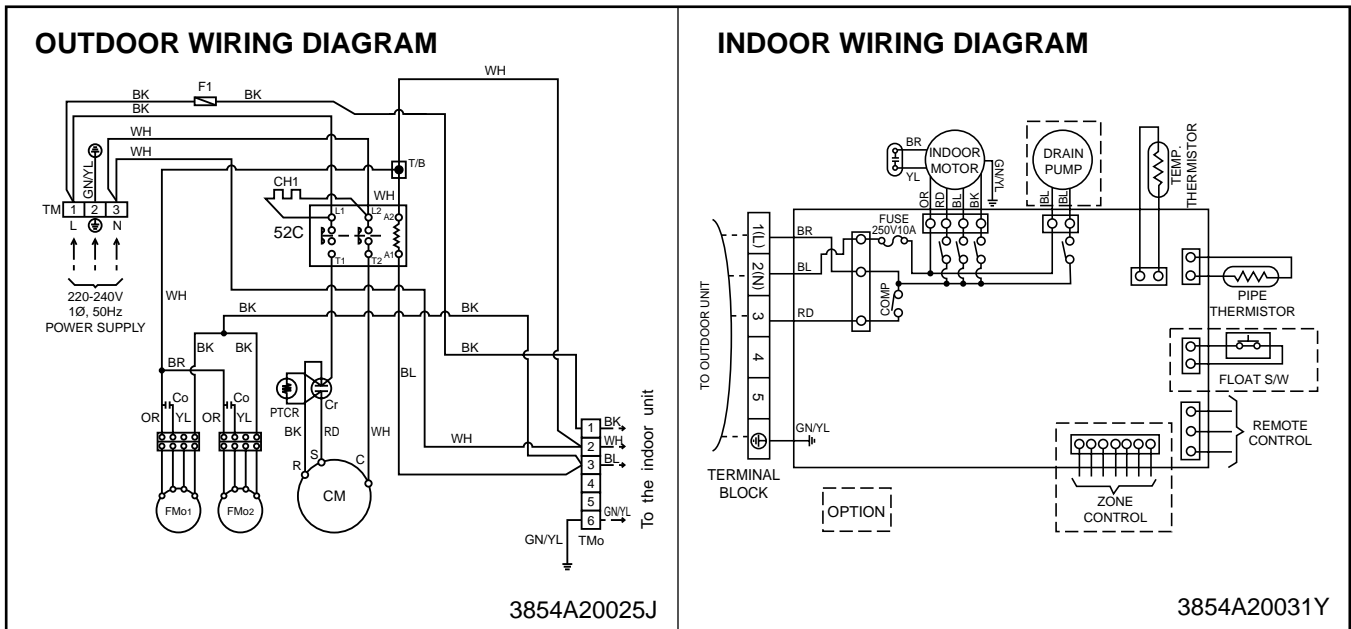 OUTDOOR WIRING DIAGRAM
WH
F1
BK
BK
BK
WH
WH
GN/YL
T/B
CH1
WH
TM 1 2 3
L1
L2
A2
52C
L
N
T1
T2
A1
220-240V
1Ø, 50Hz
POWER SUPPLY
WH
BK
BK
BK
BK
BK
BR
BL
Co
Co
PTCR
Cr
OR
YL
OR
YL
BK
RD
WH
WH
R
S
C
CM
FMo1
FMo2
1 BK
2 WH
3 BL
4
5
6 GN/YL
GN/YL
TMo
To the indoor unit
3854A20025J
INDOOR WIRING DIAGRAM
BR
YL
INDOOR
MOTOR
GN/YL
DRAIN
PUMP
TEMP.
THERMISTOR
OR
RD
BL
BK
BL
BL
FUSE
250V10A
1(L)
BR
2(N)
BL
COMP
3
RD
4
5
GN/YL
TO OUTDOOR UNIT
PIPE
THERMISTOR
FLOAT S/W
REMOTE
CONTROL
TERMINAL
BLOCK
OPTION
ZONE
CONTROL
3854A20031Y